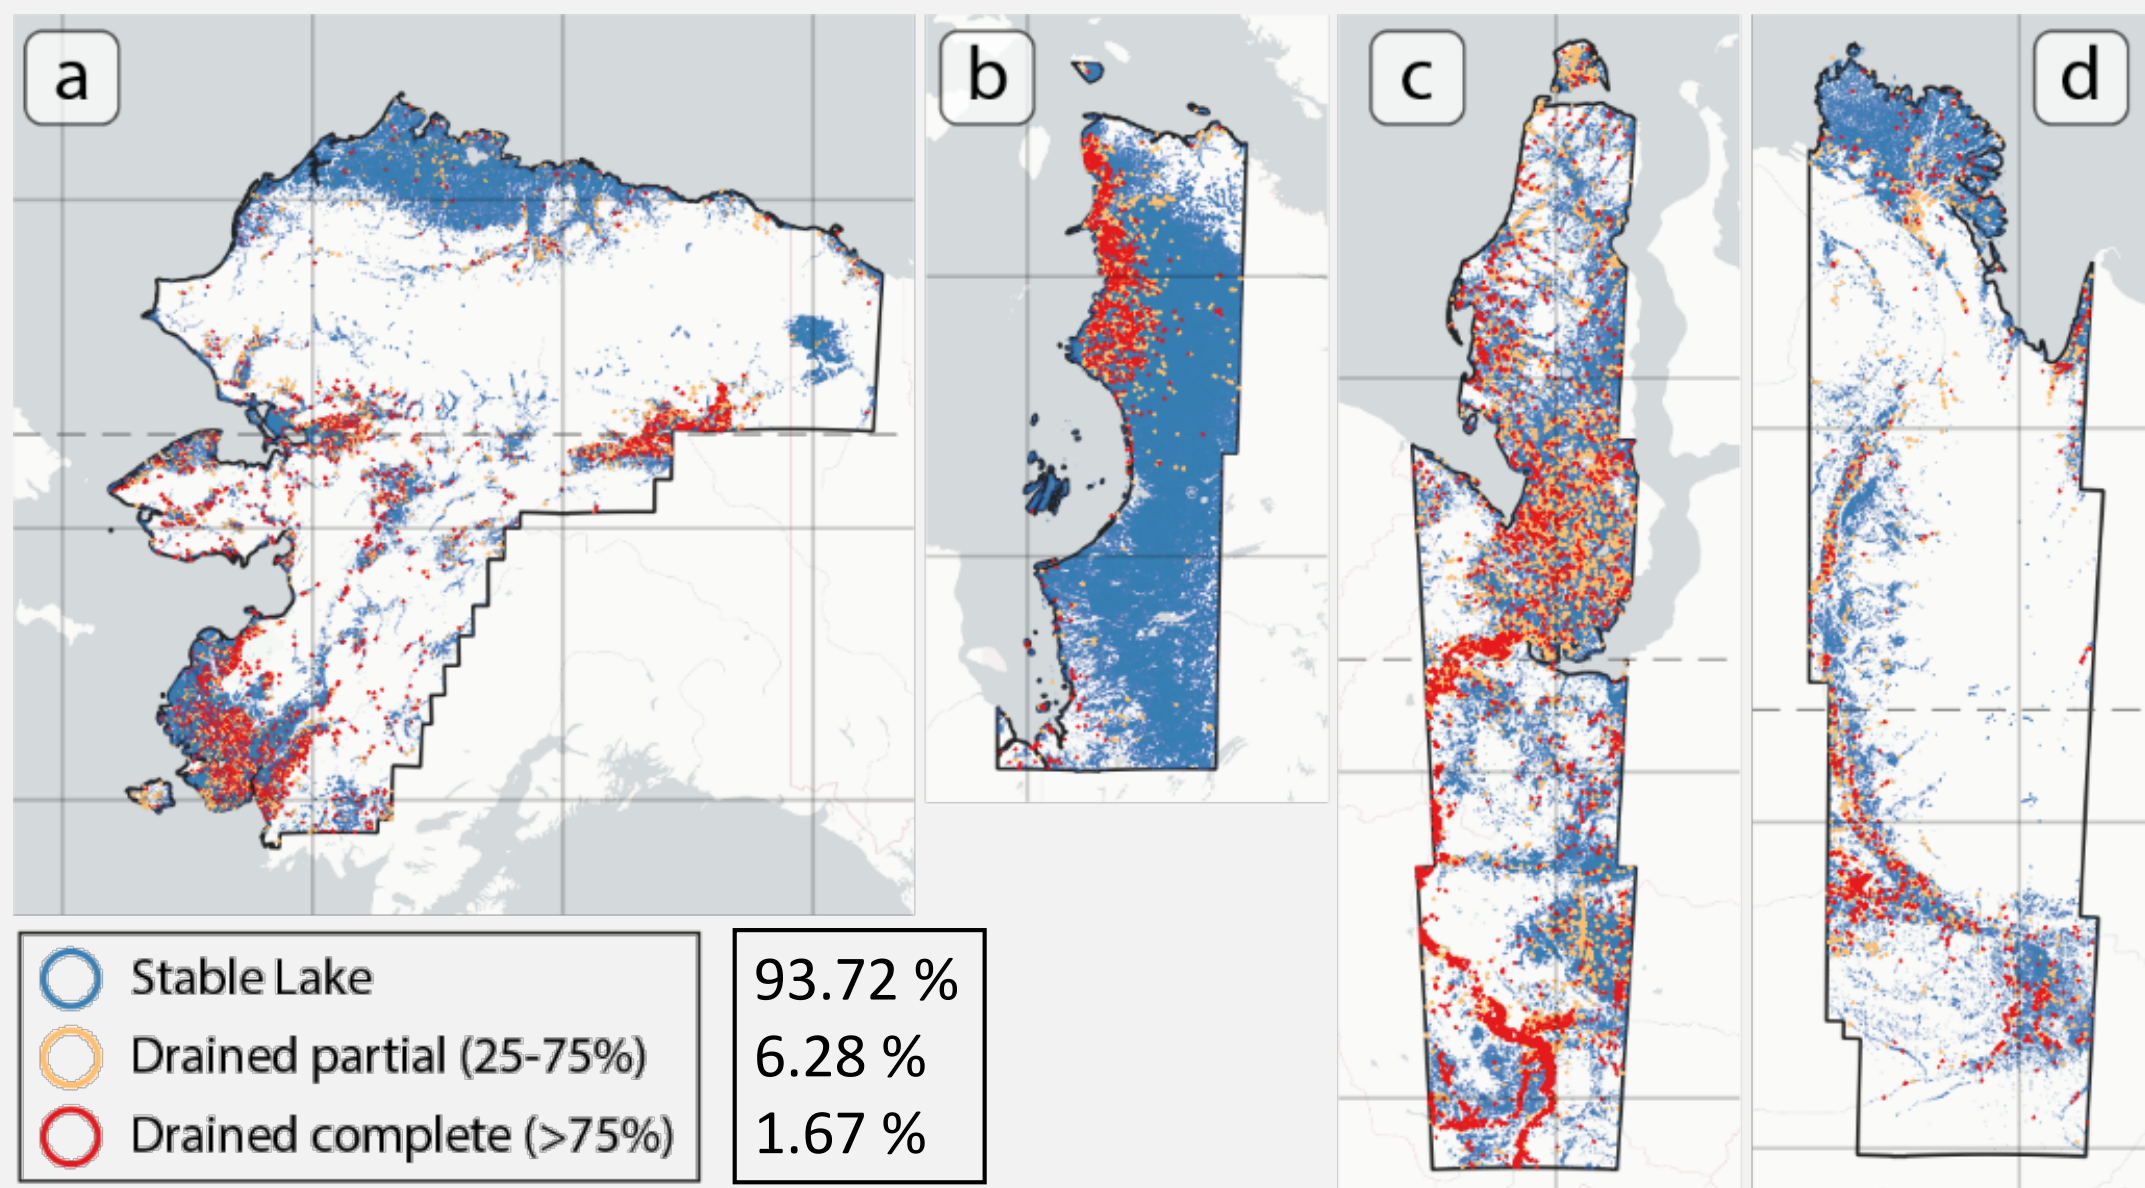 a
b
c
d
Stable Lake
Drained partial (25-75%)
Drained complete (>75%)
93.72 %
6.28 %
1.67 %